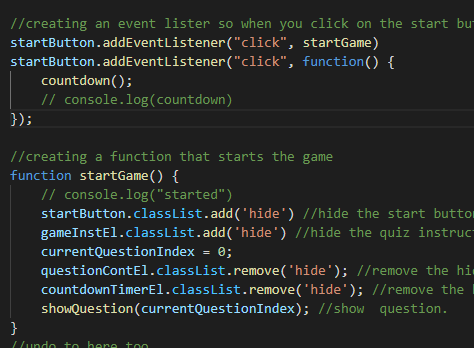 //creating an event lister so when you click on the start but
startButton.addEventListener("click", startGame)
startButton.addEventListener("click", function() {
countdown();
// console.log(countdown)
});
//creating a function that starts the game
function startGame() {
// console.log("started")
startButton.classList.add('hide') //hide the start button
gameInstEl.classList.add('hide') //hide the quiz instruc
currentQuestionIndex = 0;
questionContEl.classList.remove('hide'); //remove the hi
countdownTimerEl.classList.remove('hide'); //remove the
showQuestion(currentQuestionIndex); //show  question.
}
//undo to here too